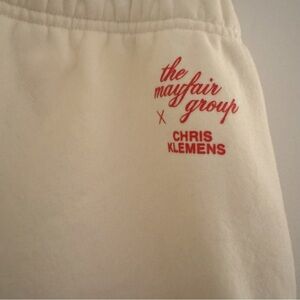 the
mayfair
group
X
CHRIS
KLEMENS